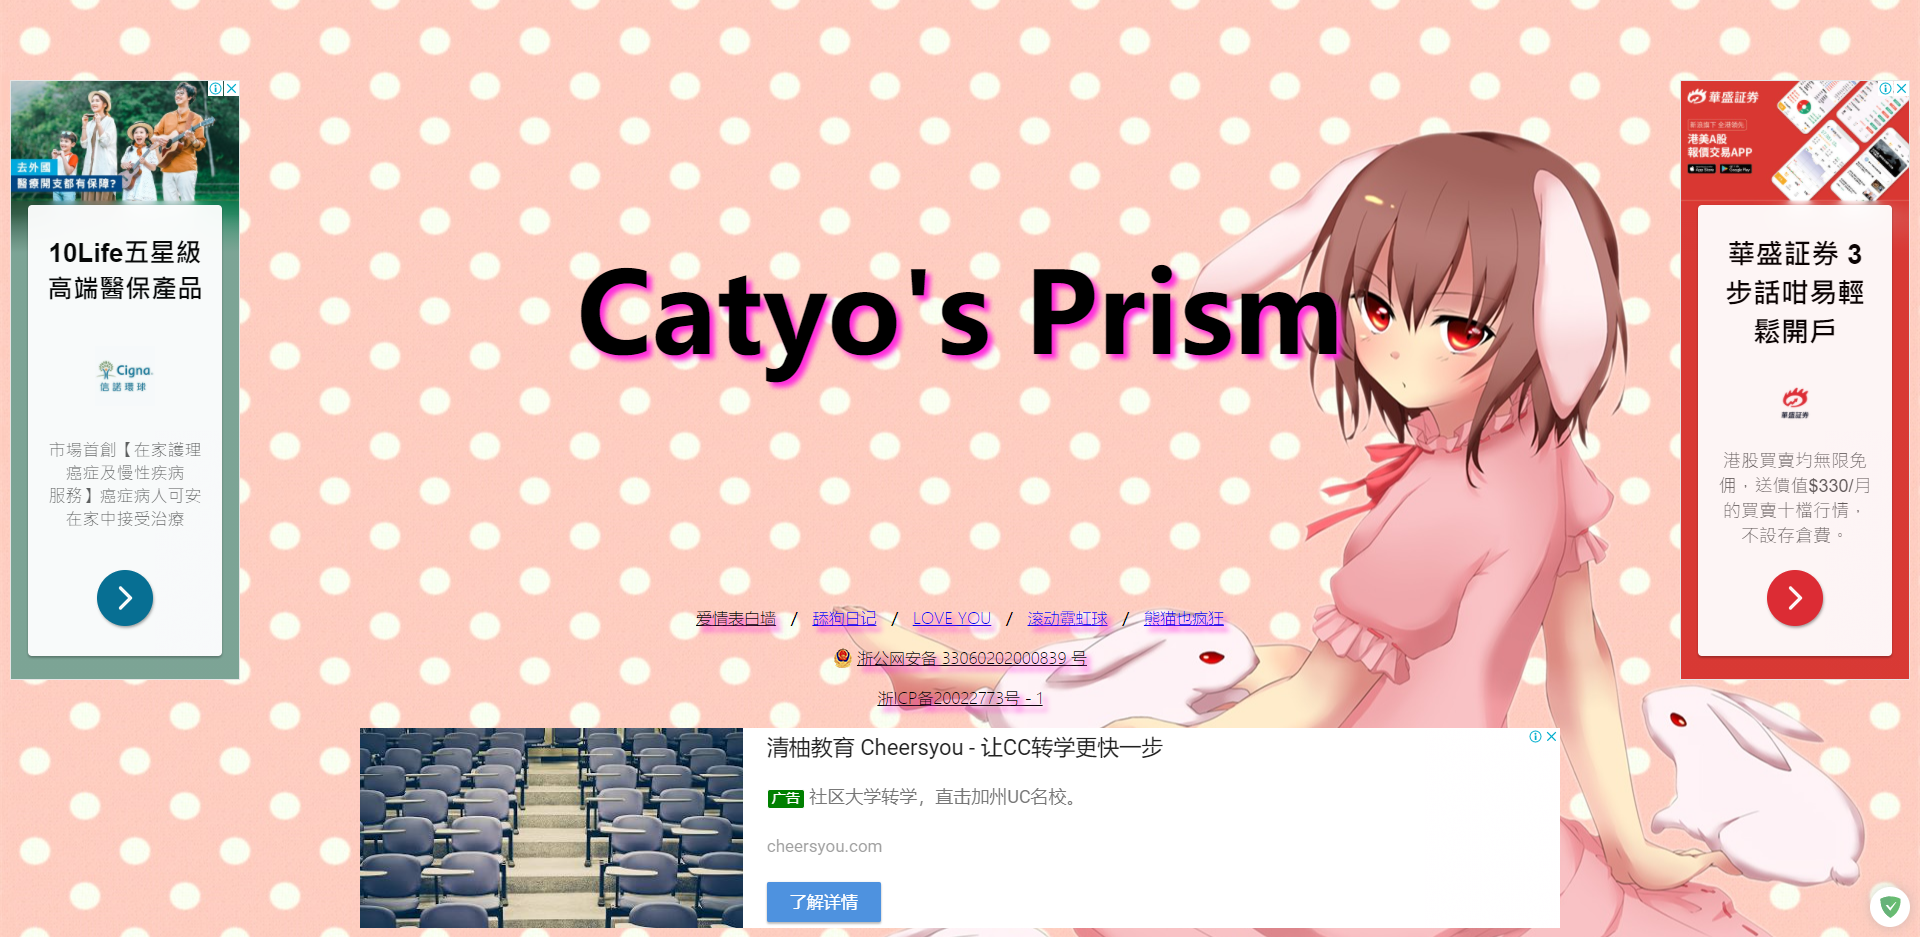 去外國
醫療開支都有保障?
10Life五星級
高端醫保產品
Cigna
信諾環球
市場首創【在家護理
癌症及慢性疾病
服務】癌症病人可安
在家中接受治療
Catyo's Prism
爱情表白墙 / 舔狗日记 / LOVE YOU / 滚动霓虹球 / 熊猫也疯狂
浙公网安备 33060202000839 号
浙ICP备20022773号 - 1
清柚教育 Cheersyou - 让CC转学更快一步
广告 社区大学转学，直击加州UC名校。
cheersyou.com
了解详情
華盛証券
港美A股
報價交易APP
App Store Google Play
華盛証券 3
步話咁易輕
鬆開戶
華盛証券
港股買賣均無限免
佣，送價值$330/月
的買賣十檔行情，
不設存倉費。